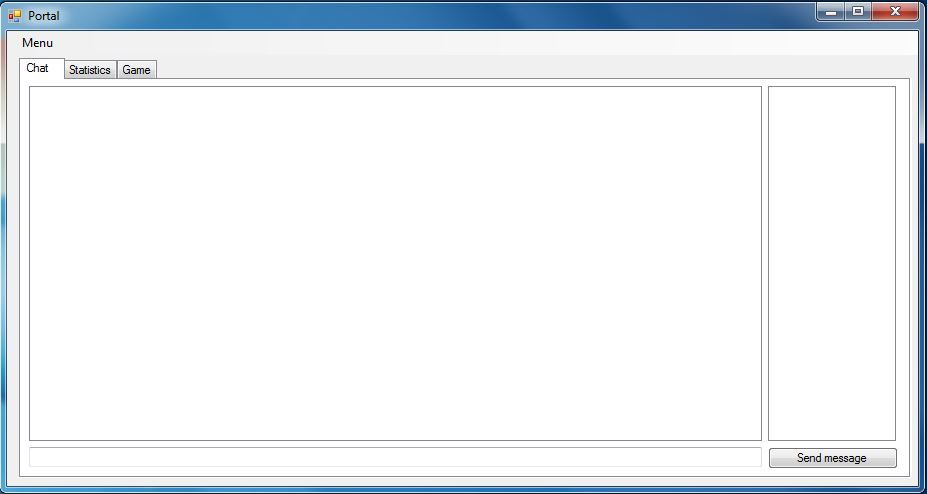 Portal
Menu
Chat Statistics Game
Send message